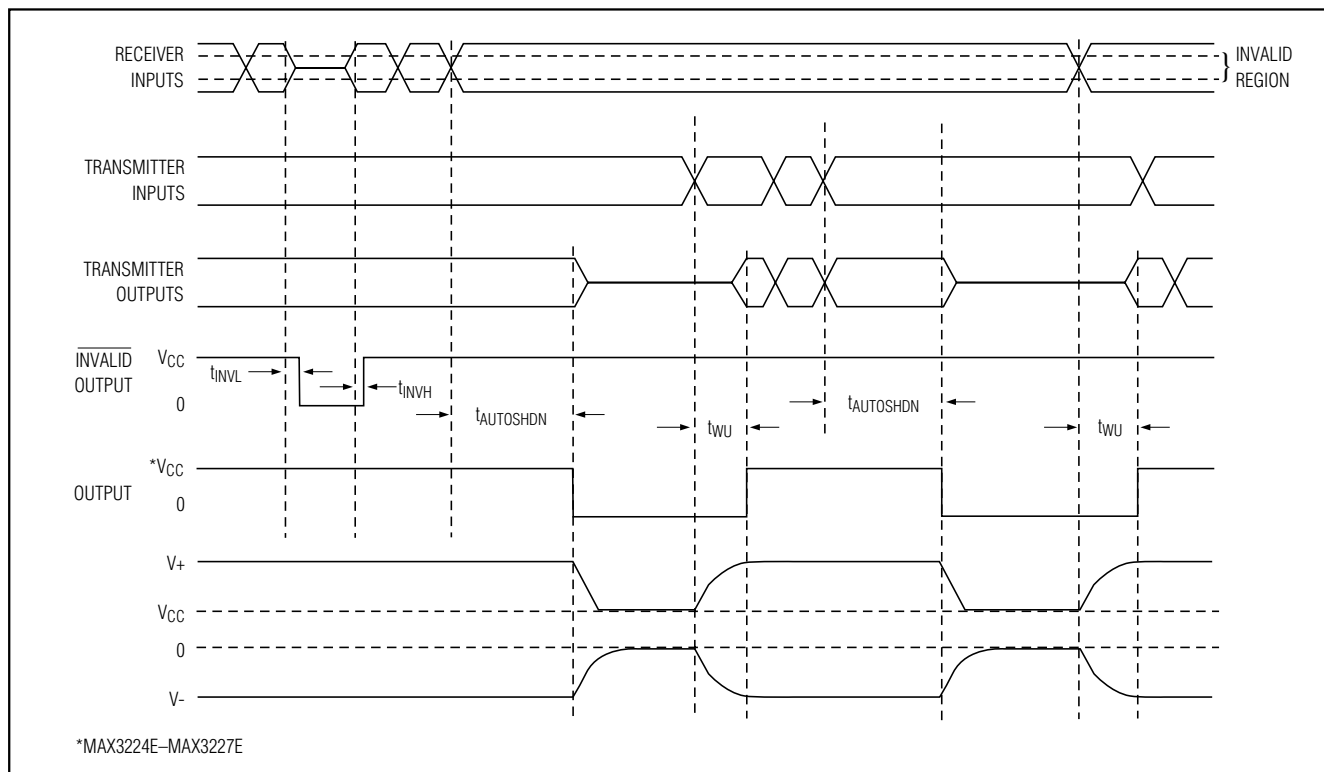 RECEIVER
INPUTS
} INVALID
REGION
TRANSMITTER
INPUTS
TRANSMITTER
OUTPUTS
INVALID
OUTPUT
VCC
0
tINVL
tINVH
tAUTOSHDN
tWU
tAUTOSHDN
tWU
OUTPUT
*VCC
0
V+
VCC
0
V-
*MAX3224E–MAX3227E